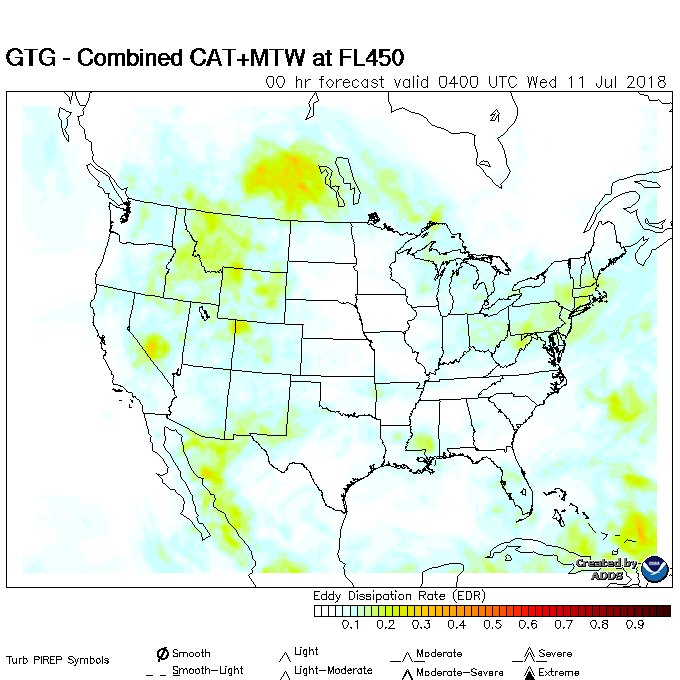 GTG - Combined CAT+MTW at FL450
00 hr forecast valid 0400 UTC Wed 11 Jul 2018
Created by
ADDS
Eddy Dissipation Rate (EDR)
0.1 0.2 0.3 0.4 0.5 0.6 0.7 0.8 0.9
Turb PIREP Symbols
Smooth
Light
Moderate
Severe
Smooth-Light
Light-Moderate
Moderate-Severe
Extreme